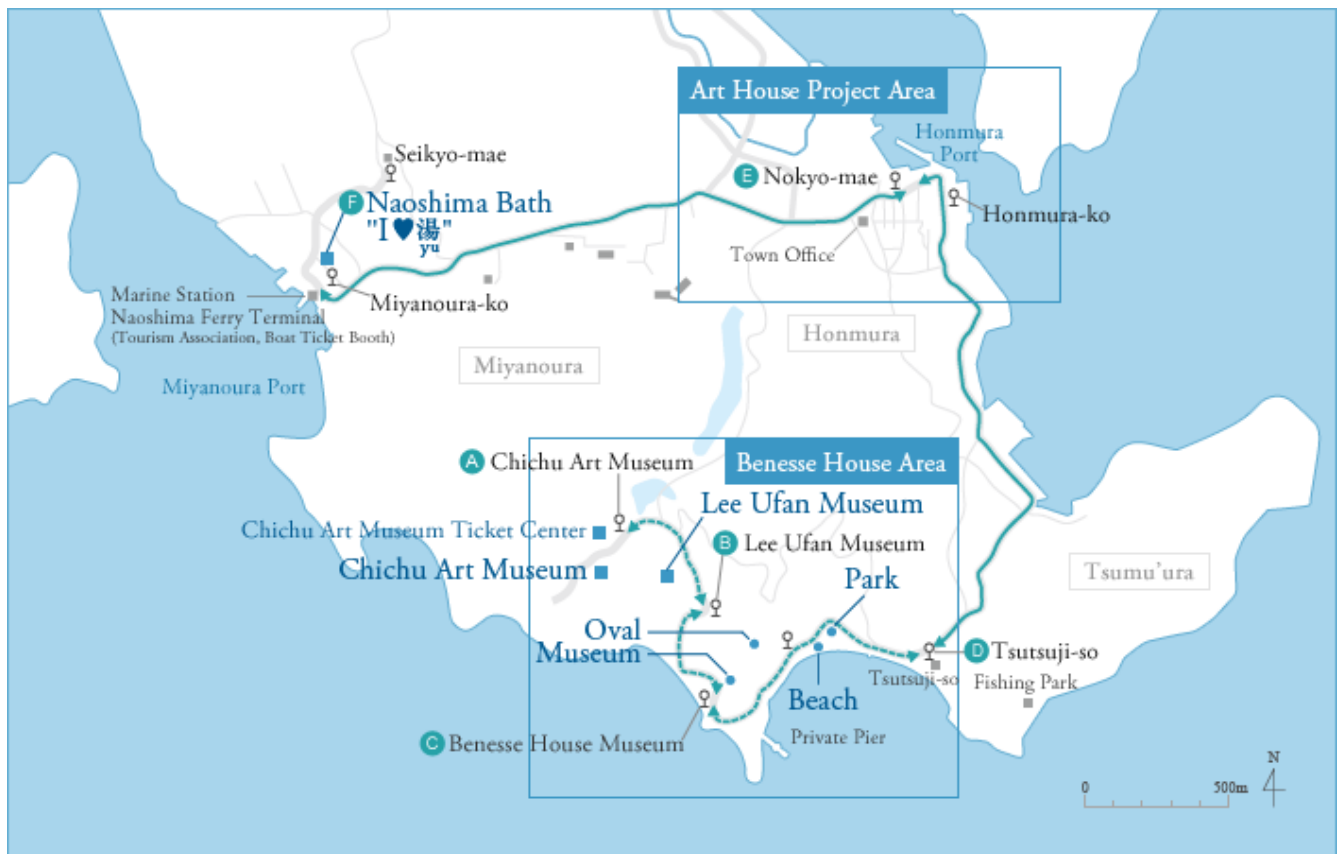 Art House Project Area
Honmura
Port
Seikyo-mae
E Nokyo-mae
F Naoshima Bath
"I♥湯"
yu
Honmura-ko
Town Office
Marine Station
Naoshima Ferry Terminal
(Tourism Association, Boat Ticket Booth)
Miyanoura-ko
Miyanoura Port
Miyanoura
Honmura
Benesse House Area
A Chichu Art Museum
Lee Ufan Museum
Chichu Art Museum Ticket Center
B Lee Ufan Museum
Chichu Art Museum
Park
Tsumu'ura
Oval
Museum
D Tsutsuji-so
Tsutsuji-so
Fishing Park
Beach
Private Pier
C Benesse House Museum
N
0 500m